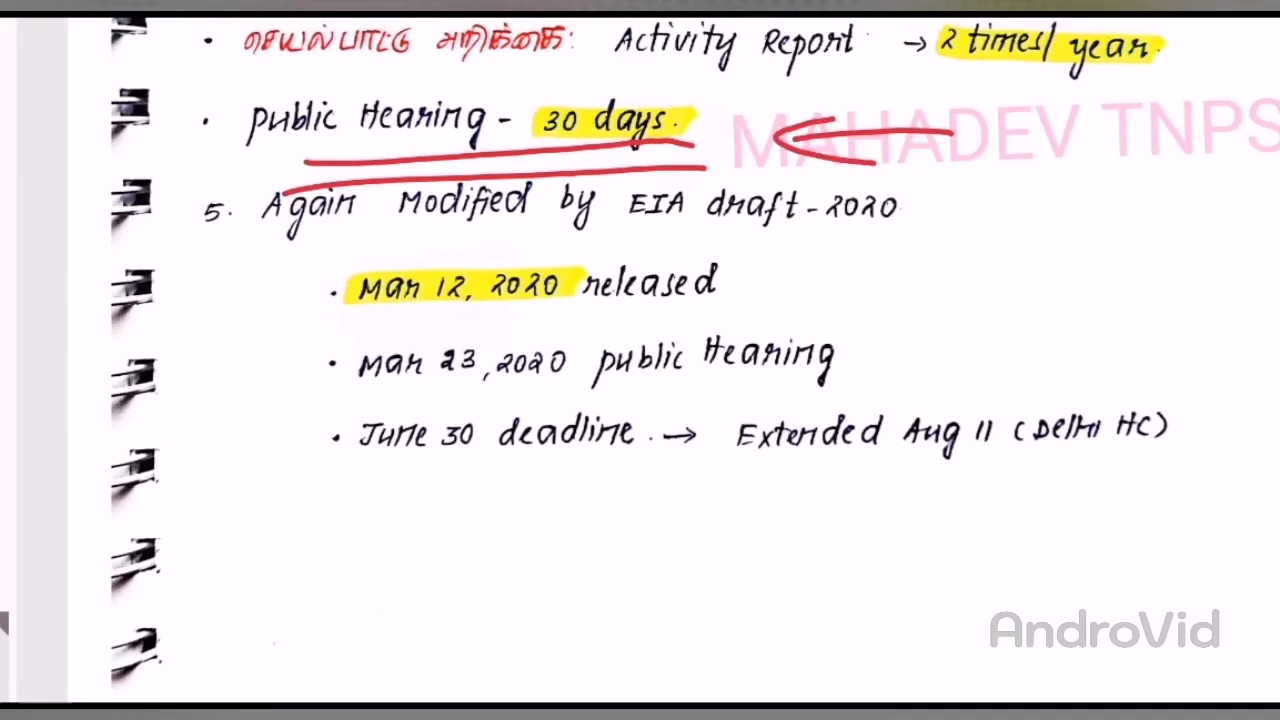 • செயல்பாட்டு அறிக்கை: Activity Report → 2 times/year.
• Public Hearing - 30 days.
MAHADEV TNPS
5. Again Modified by EIA draft - 2020
• Mar 12, 2020 released
• Mar 23, 2020 public Hearing
• June 30 deadline. → Extended Aug 11 (Delhi HC)
AndroVid